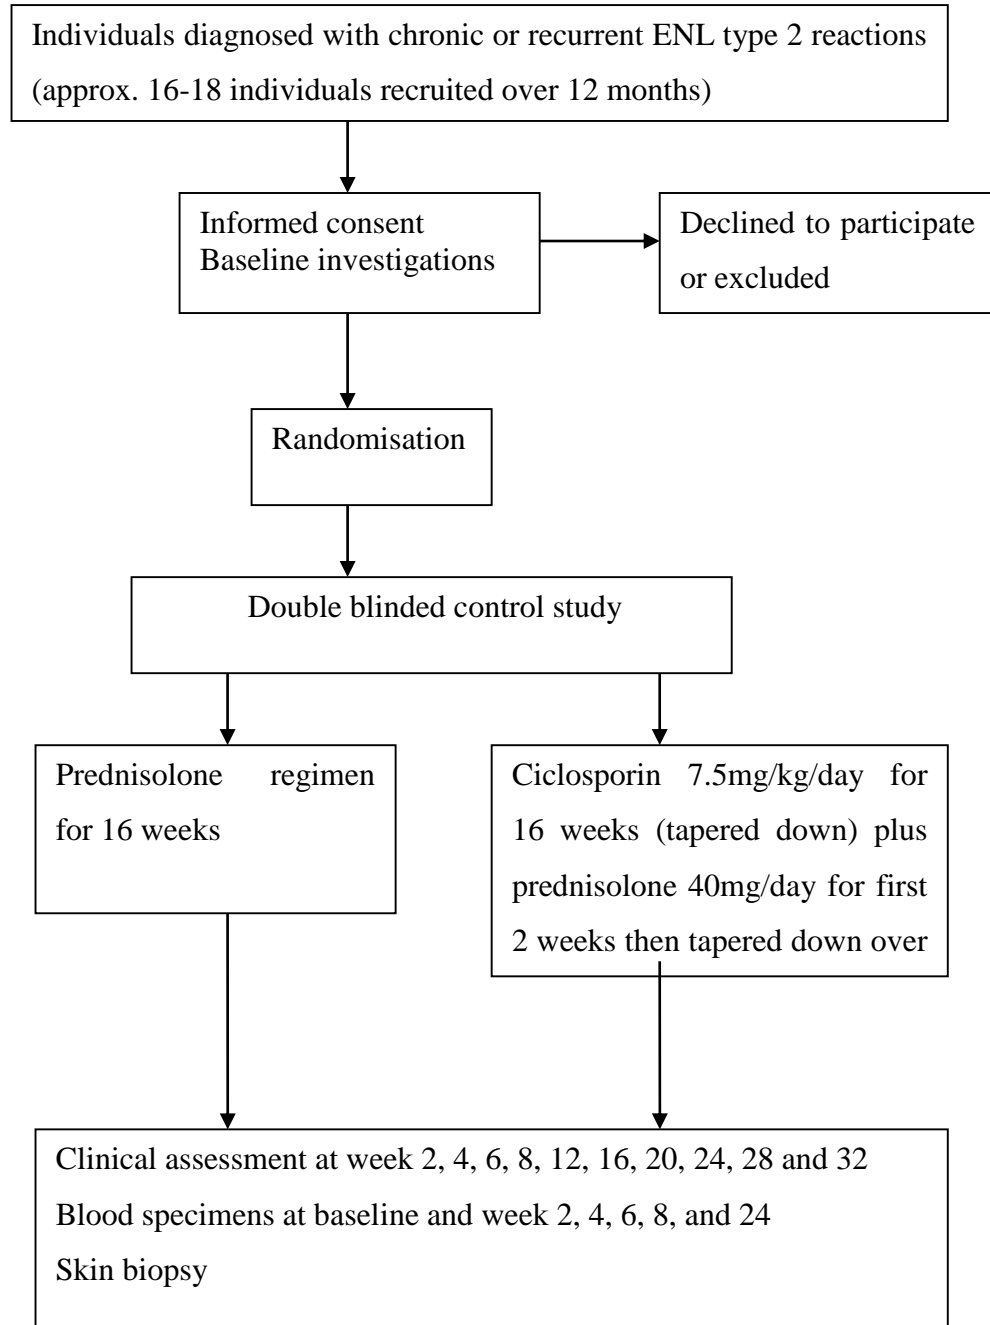 Individuals diagnosed with chronic or recurrent ENL type 2 reactions
(approx. 16-18 individuals recruited over 12 months)
Informed consent
Baseline investigations
Declined to participate
or excluded
Randomisation
Double blinded control study
Prednisolone regimen
for 16 weeks
Ciclosporin 7.5mg/kg/day for
16 weeks (tapered down) plus
prednisolone 40mg/day for first
2 weeks then tapered down over
Clinical assessment at week 2, 4, 6, 8, 12, 16, 20, 24, 28 and 32
Blood specimens at baseline and week 2, 4, 6, 8, and 24
Skin biopsy